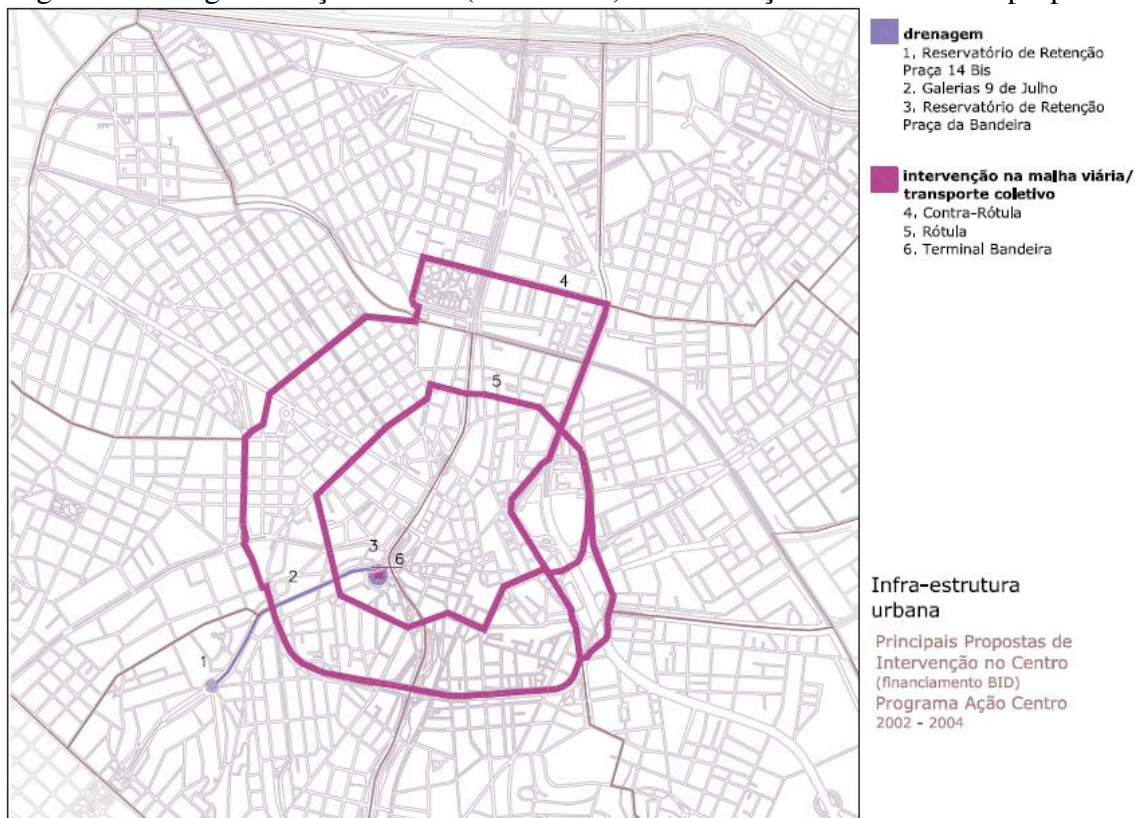 drenagem
1. Reservatório de Retenção
Praça 14 Bis
2. Galerias 9 de Julho
3. Reservatório de Retenção
Praça da Bandeira
intervenção na malha viária/
transporte coletivo
4. Contra-Rótula
5. Rótula
6. Terminal Bandeira
4
5
3
6
2
1
Infra-estrutura
urbana
Principais Propostas de
Intervenção no Centro
(financiamento BID)
Programa Ação Centro
2002 - 2004